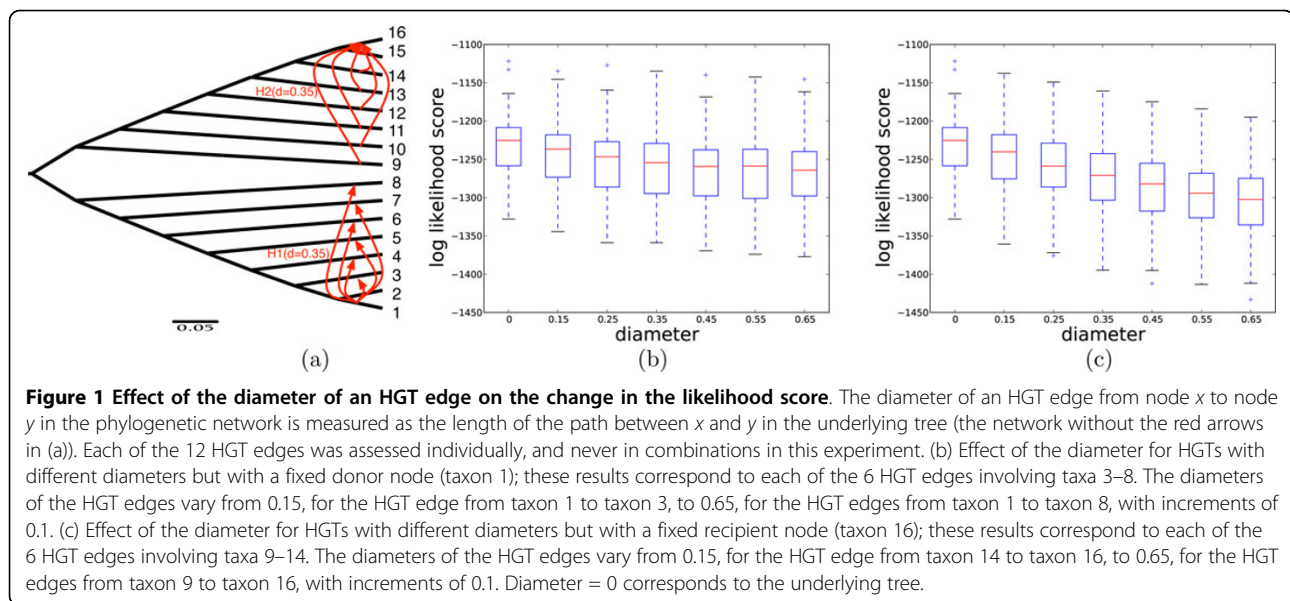 16
15
14
13
12
11
10
9
8
7
6
5
4
3
2
1
H2(d=0.35)
H1(d=0.35)
0.05
(a)
log likelihood score
-1100
-1150
-1200
-1250
-1300
-1350
-1400
-1450
0 0.15 0.25 0.35 0.45 0.55 0.65
diameter
(b)
log likelihood score
-1100
-1150
-1200
-1250
-1300
-1350
-1400
-1450
0 0.15 0.25 0.35 0.45 0.55 0.65
diameter
(c)
Figure 1 Effect of the diameter of an HGT edge on the change in the likelihood score. The diameter of an HGT edge from node x to node
y in the phylogenetic network is measured as the length of the path between x and y in the underlying tree (the network without the red arrows
in (a)). Each of the 12 HGT edges was assessed individually, and never in combinations in this experiment. (b) Effect of the diameter for HGTs with
different diameters but with a fixed donor node (taxon 1); these results correspond to each of the 6 HGT edges involving taxa 3–8. The diameters
of the HGT edges vary from 0.15, for the HGT edge from taxon 1 to taxon 3, to 0.65, for the HGT edges from taxon 1 to taxon 8, with increments of
0.1. (c) Effect of the diameter for HGTs with different diameters but with a fixed recipient node (taxon 16); these results correspond to each of the
6 HGT edges involving taxa 9–14. The diameters of the HGT edges vary from 0.15, for the HGT edge from taxon 14 to taxon 16, to 0.65, for the HGT
edges from taxon 9 to taxon 16, with increments of 0.1. Diameter = 0 corresponds to the underlying tree.